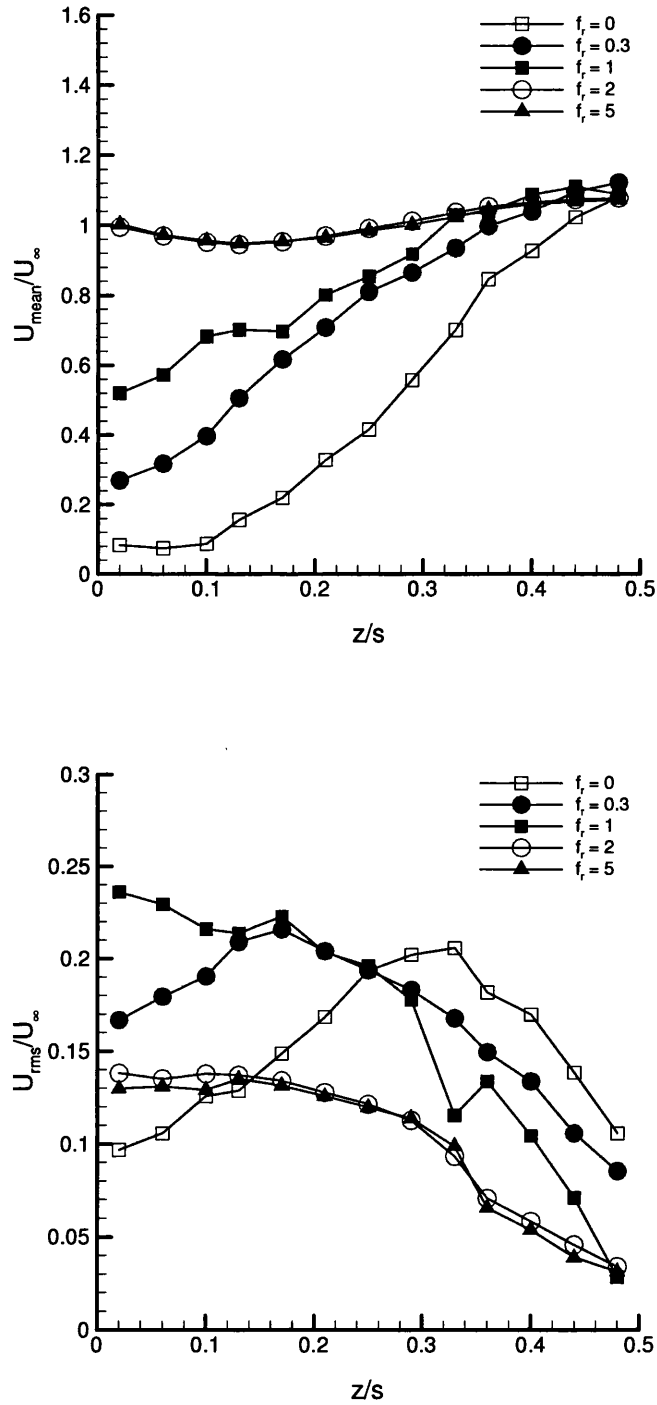 1.6
1.4
1.2
1
0.8
0.6
0.4
0.2
0
U_mean/U_∞
f_r = 0
f_r = 0.3
f_r = 1
f_r = 2
f_r = 5
0 0.1 0.2 0.3 0.4 0.5
z/s
0.3
0.25
0.2
0.15
0.1
0.05
0
U_rms/U_∞
f_r = 0
f_r = 0.3
f_r = 1
f_r = 2
f_r = 5
0 0.1 0.2 0.3 0.4 0.5
z/s